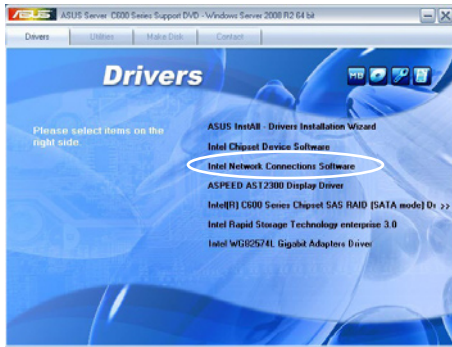 ASUS
ASUS Server C600 Series Support DVD - Windows Server 2008 R2 64 bit
Drivers
Utilities
Make Disk
Contact
Drivers
MB
Please select items on the
right side.
ASUS InstAll - Drivers Installation Wizard
Intel Chipset Device Software
Intel Network Connections Software
ASPEED AST2300 Display Driver
Intel(R) C600 Series Chipset SAS RAID (SATA mode) Dr >>
Intel Rapid Storage Technology enterprise 3.0
Intel WG82574L Gigabit Adapters Driver